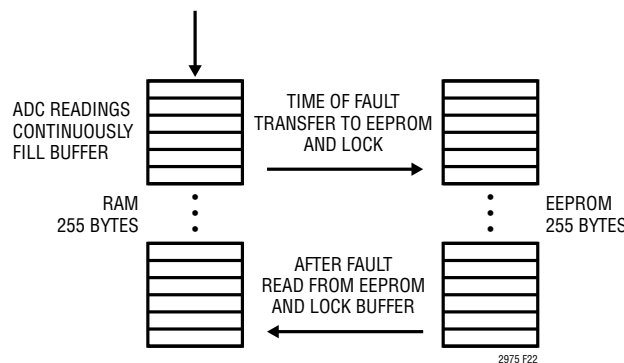 ADC READINGS
CONTINUOUSLY
FILL BUFFER
TIME OF FAULT
TRANSFER TO EEPROM
AND LOCK
RAM
255 BYTES
EEPROM
255 BYTES
AFTER FAULT
READ FROM EEPROM
AND LOCK BUFFER
2975 F22